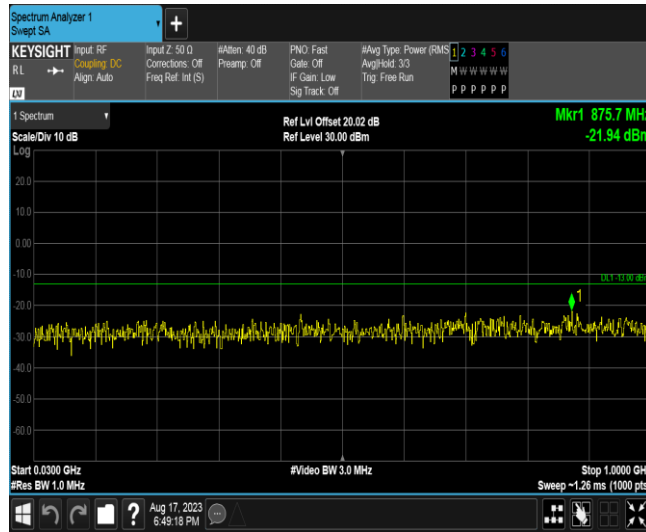 Spectrum Analyzer 1
Swept SA
+
KEYSIGHT
RL
LXI
Input: RF
Coupling: DC
Align: Auto
Input Z: 50 Ω
Corrections: Off
Freq Ref: Int (S)
#Atten: 40 dB
Preamp: Off
PNO: Fast
Gate: Off
IF Gain: Low
Sig Track: Off
#Avg Type: Power (RMS
Avg|Hold: 3/3
Trig: Free Run
1 2 3 4 5 6
M W W W W W
P P P P P P
1 Spectrum
Scale/Div 10 dB
Log
Ref Lvl Offset 20.02 dB
Ref Level 30.00 dBm
Mkr1 875.7 MHz
-21.94 dBm
20.0
10.0
0.00
-10.0
-20.0
-30.0
-40.0
-50.0
-60.0
DL1 -13.00 dBm
1
Start 0.0300 GHz
#Res BW 1.0 MHz
#Video BW 3.0 MHz
Stop 1.0000 GH
Sweep ~1.26 ms (1000 pts
?
Aug 17, 2023
6:49:18 PM